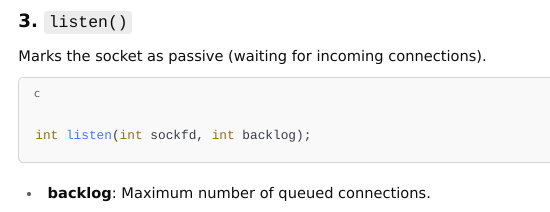 3. listen()
Marks the socket as passive (waiting for incoming connections).
c
int listen(int sockfd, int backlog);
• backlog: Maximum number of queued connections.